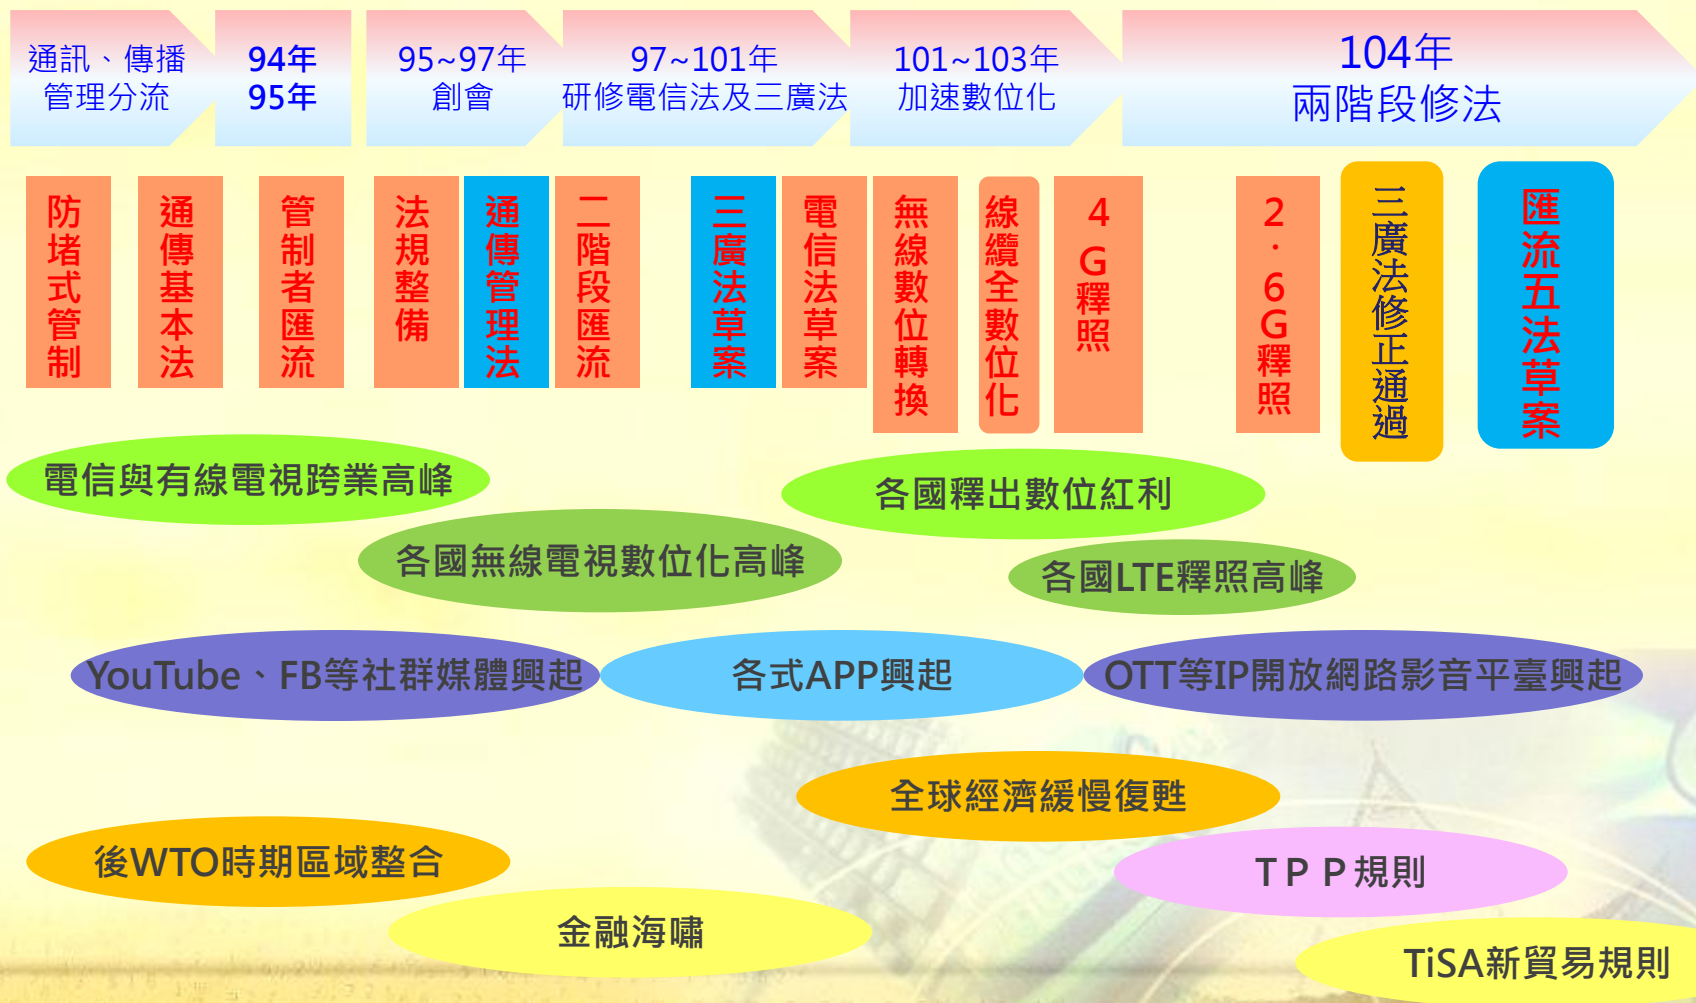 通訊、傳播
管理分流
94年
95年
95~97年
創會
97~101年
研修電信法及三廣法
101~103年
加速數位化
104年
兩階段修法
防堵式管制
通傳基本法
管制者匯流
法規整備
通傳管理法
二階段匯流
三廣法草案
電信法草案
無線數位轉換
線纜全數位化
4G釋照
2.6G釋照
三廣法修正通過
匯流五法草案
電信與有線電視跨業高峰
各國釋出數位紅利
各國無線電視數位化高峰
各國LTE釋照高峰
YouTube、FB等社群媒體興起
各式APP興起
OTT等IP開放網路影音平臺興起
全球經濟緩慢復甦
後WTO時期區域整合
ＴＰＰ規則
金融海嘯
TiSA新貿易規則